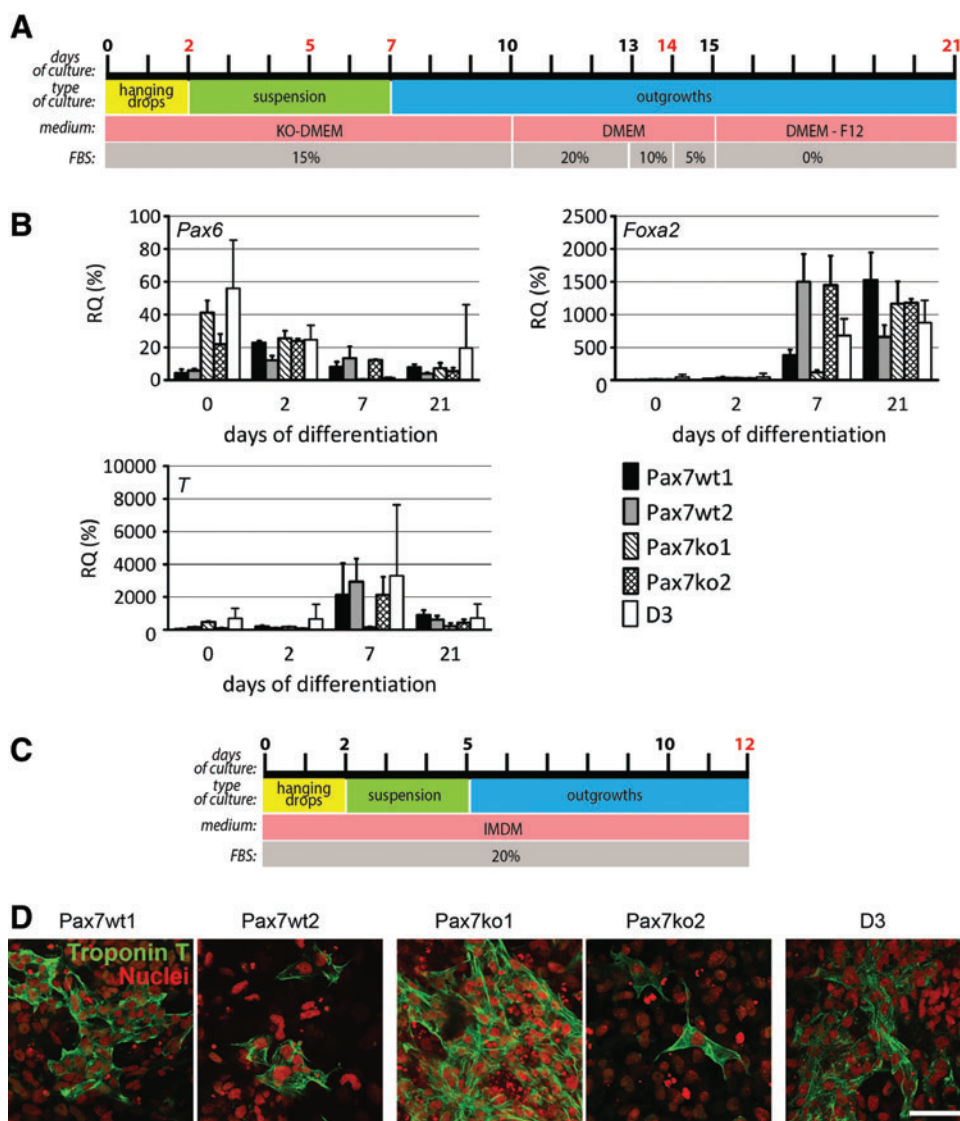 A
0 2 5 7 10 13 14 15 21
days
of culture:
type
of culture:
hanging
drops
suspension
outgrowths
medium:
KO-DMEM
DMEM
DMEM - F12
FBS:
15%
20%
10%
5%
0%
B
Pax6
RQ (%)
100
80
60
40
20
0
0 2 7 21
days of differentiation
Foxa2
RQ (%)
2500
2000
1500
1000
500
0
0 2 7 21
days of differentiation
T
RQ (%)
10000
8000
6000
4000
2000
0
0 2 7 21
days of differentiation
Pax7wt1
Pax7wt2
Pax7ko1
Pax7ko2
D3
C
0 2 5 10 12
days
of culture:
type
of culture:
hanging
drops
suspension
outgrowths
medium:
IMDM
FBS:
20%
D
Pax7wt1
Pax7wt2
Pax7ko1
Pax7ko2
D3
Troponin T
Nuclei